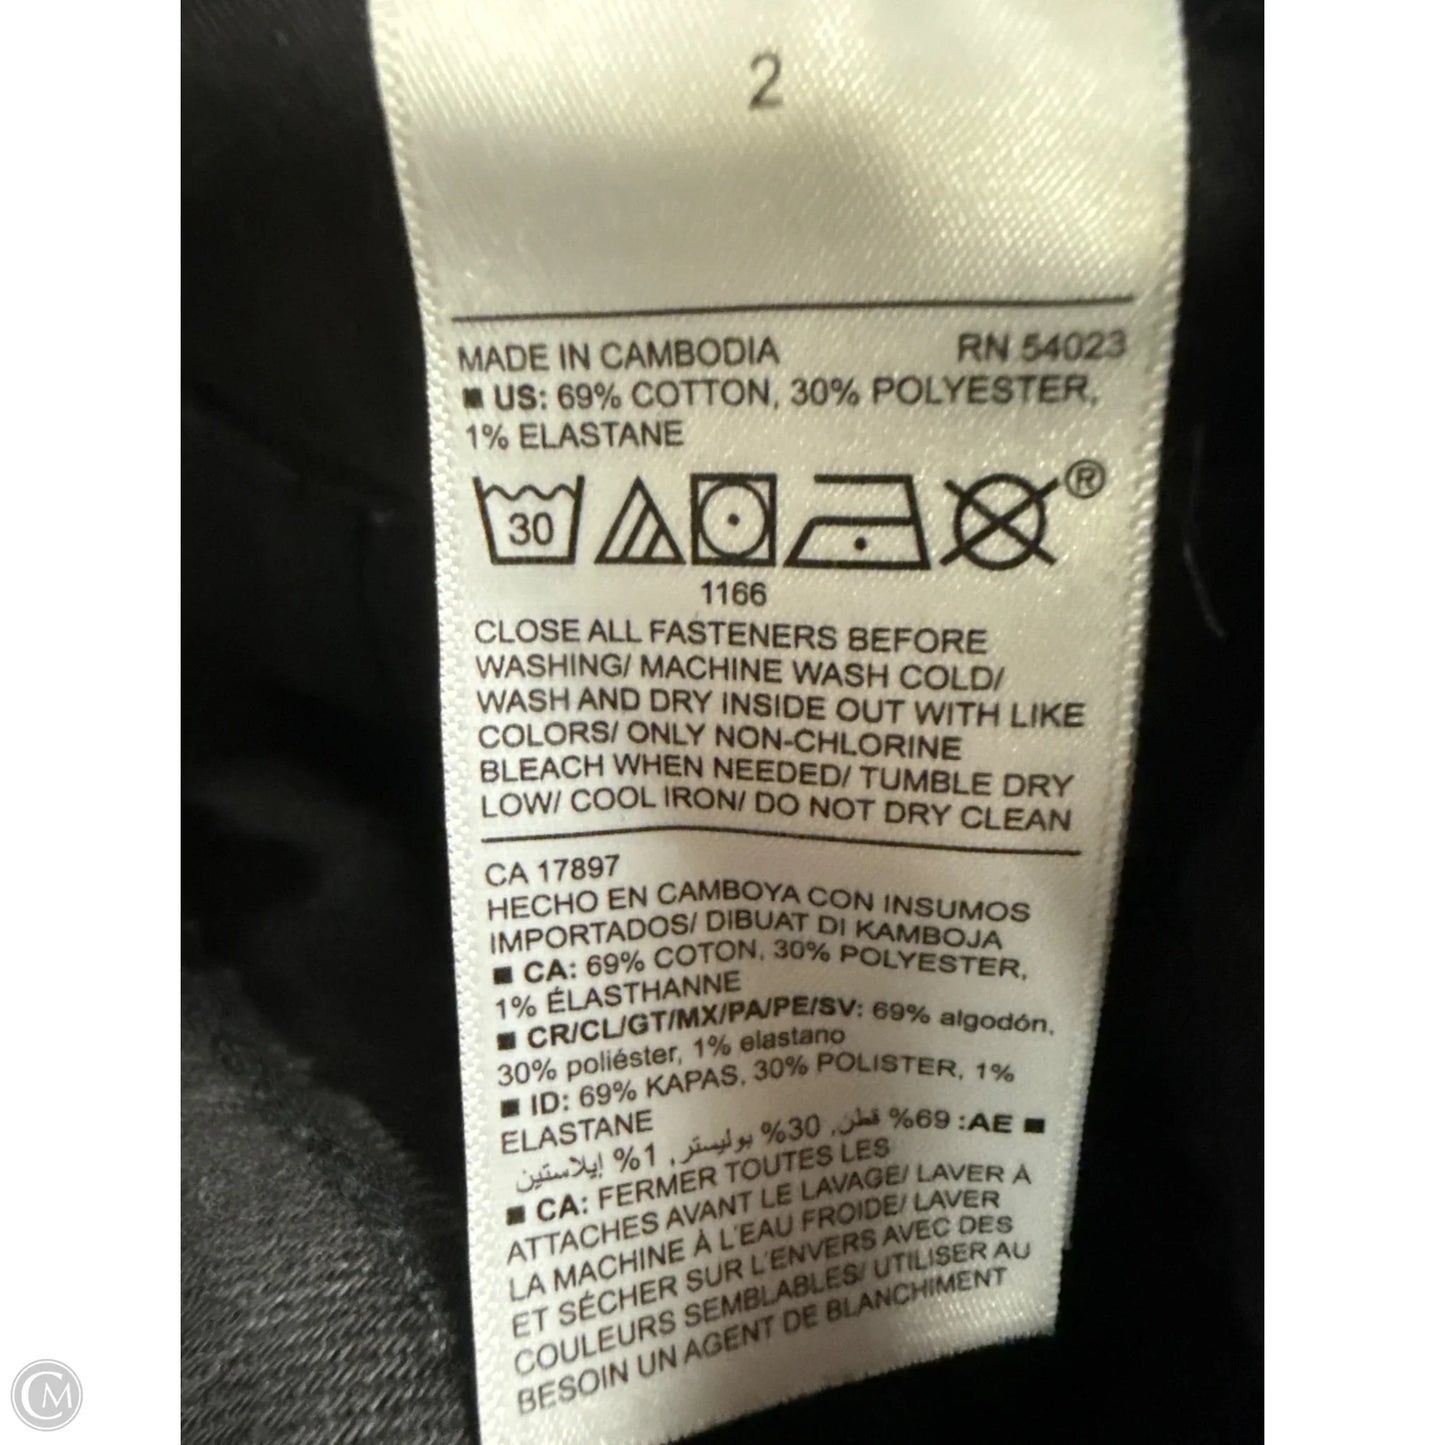 2
MADE IN CAMBODIA RN 54023
■ US: 69% COTTON, 30% POLYESTER,
1% ELASTANE
30
®
1166
CLOSE ALL FASTENERS BEFORE
WASHING/ MACHINE WASH COLD/
WASH AND DRY INSIDE OUT WITH LIKE
COLORS/ ONLY NON-CHLORINE
BLEACH WHEN NEEDED/ TUMBLE DRY
LOW/ COOL IRON/ DO NOT DRY CLEAN
CA 17897
HECHO EN CAMBOYA CON INSUMOS
IMPORTADOS/ DIBUAT DI KAMBOJA
■ CA: 69% COTON, 30% POLYESTER,
1% ÉLASTHANNE
■ CR/CL/GT/MX/PA/PE/SV: 69% algodón,
30% poliéster, 1% elastano
■ ID: 69% KAPAS, 30% POLISTER, 1%
ELASTANE
■ AE: 69% قطن, 30% بوليستر,
1% إيلاستين
■ CA: FERMER TOUTES LES
ATTACHES AVANT LE LAVAGE/ LAVER À
LA MACHINE À L'EAU FROIDE/ LAVER
ET SÉCHER SUR L'ENVERS AVEC DES
COULEURS SEMBLABLES/ UTILISER AU
BESOIN UN AGENT DE BLANCHIMENT
CM